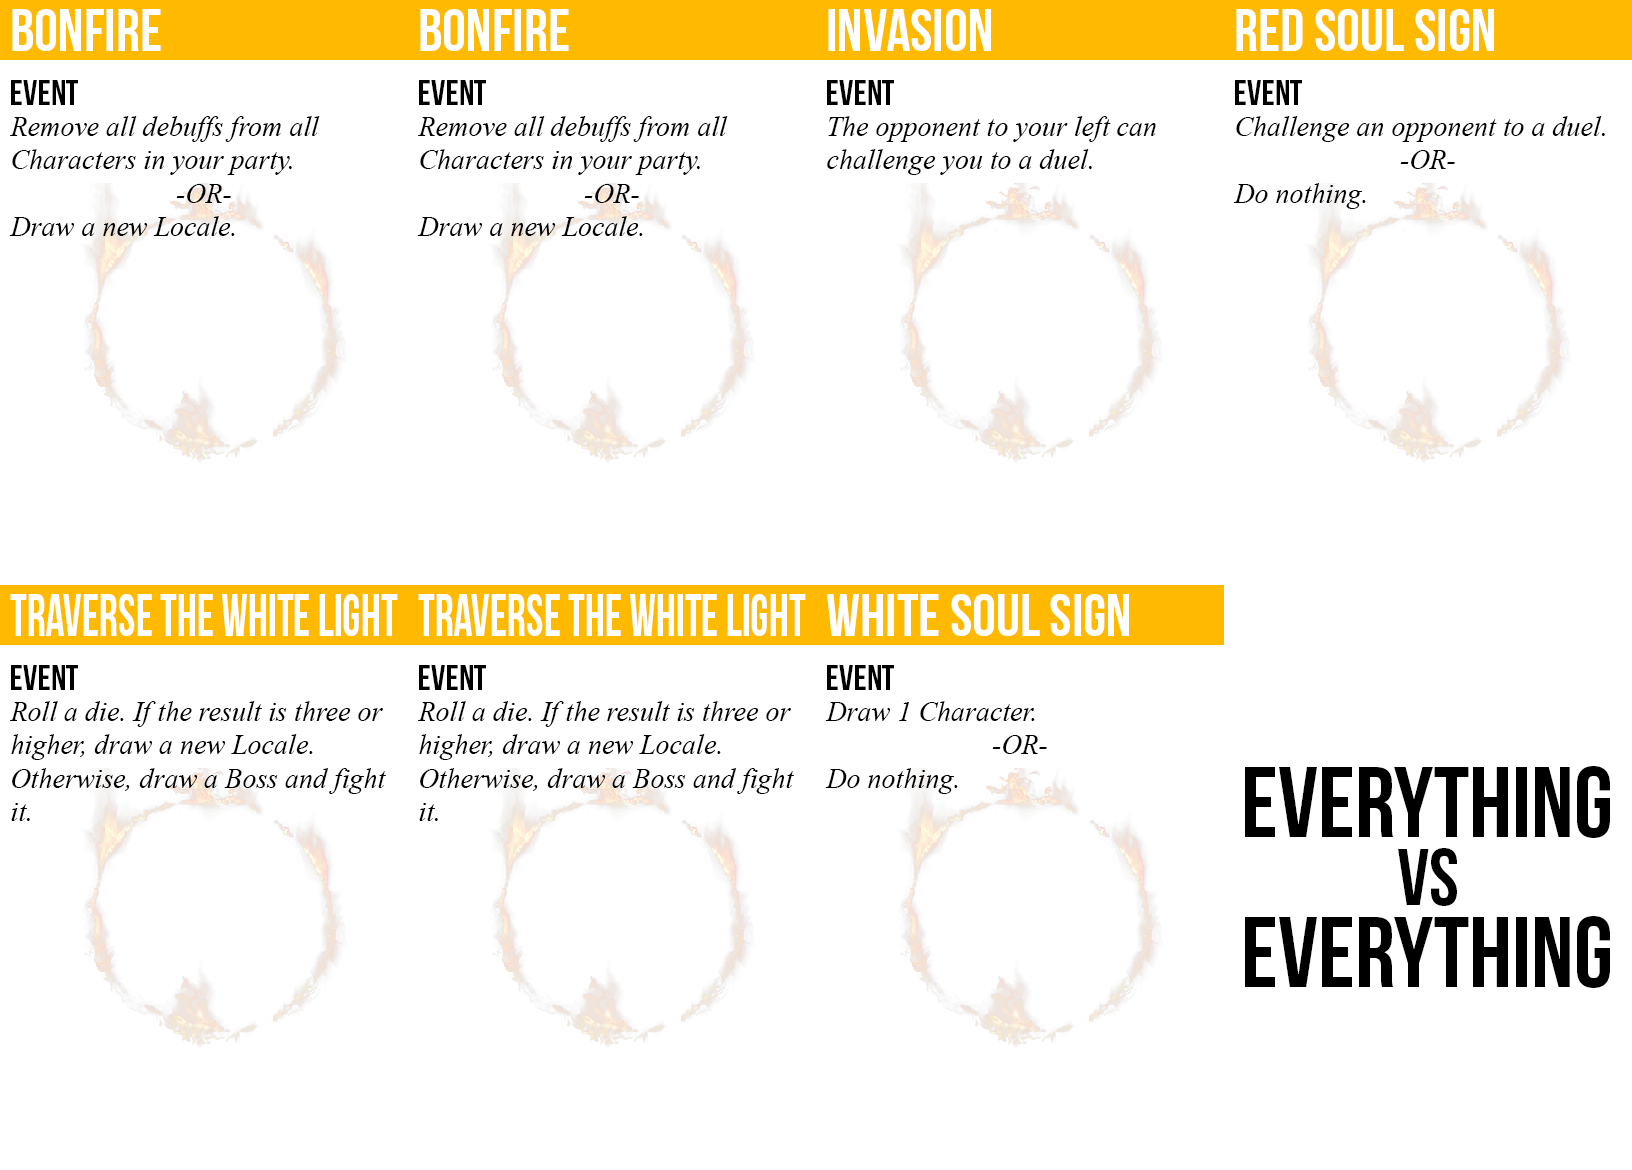 BONFIRE
EVENT
Remove all debuffs from all
Characters in your party.
-OR-
Draw a new Locale.
BONFIRE
EVENT
Remove all debuffs from all
Characters in your party.
-OR-
Draw a new Locale.
INVASION
EVENT
The opponent to your left can
challenge you to a duel.
RED SOUL SIGN
EVENT
Challenge an opponent to a duel.
-OR-
Do nothing.
TRAVERSE THE WHITE LIGHT
EVENT
Roll a die. If the result is three or
higher, draw a new Locale.
Otherwise, draw a Boss and fight
it.
TRAVERSE THE WHITE LIGHT
EVENT
Roll a die. If the result is three or
higher, draw a new Locale.
Otherwise, draw a Boss and fight
it.
WHITE SOUL SIGN
EVENT
Draw 1 Character.
-OR-
Do nothing.
EVERYTHING
VS
EVERYTHING